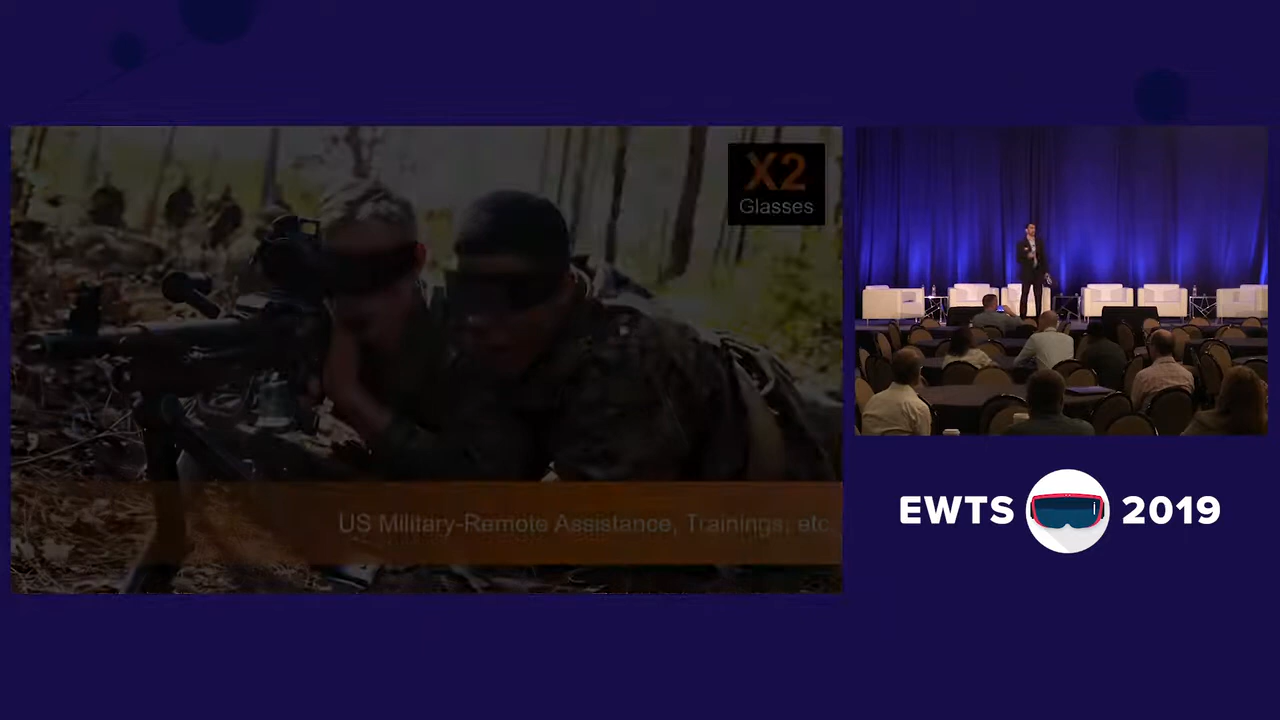 X2
Glasses
US Military-Remote Assistance, Trainings, etc
EWTS 2019